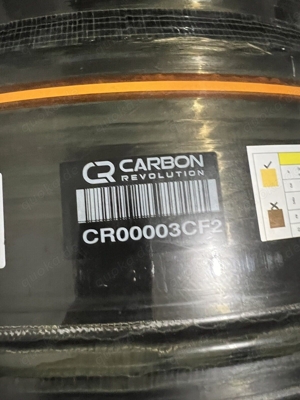 CR CARBON
REVOLUTION
CR00003CF2